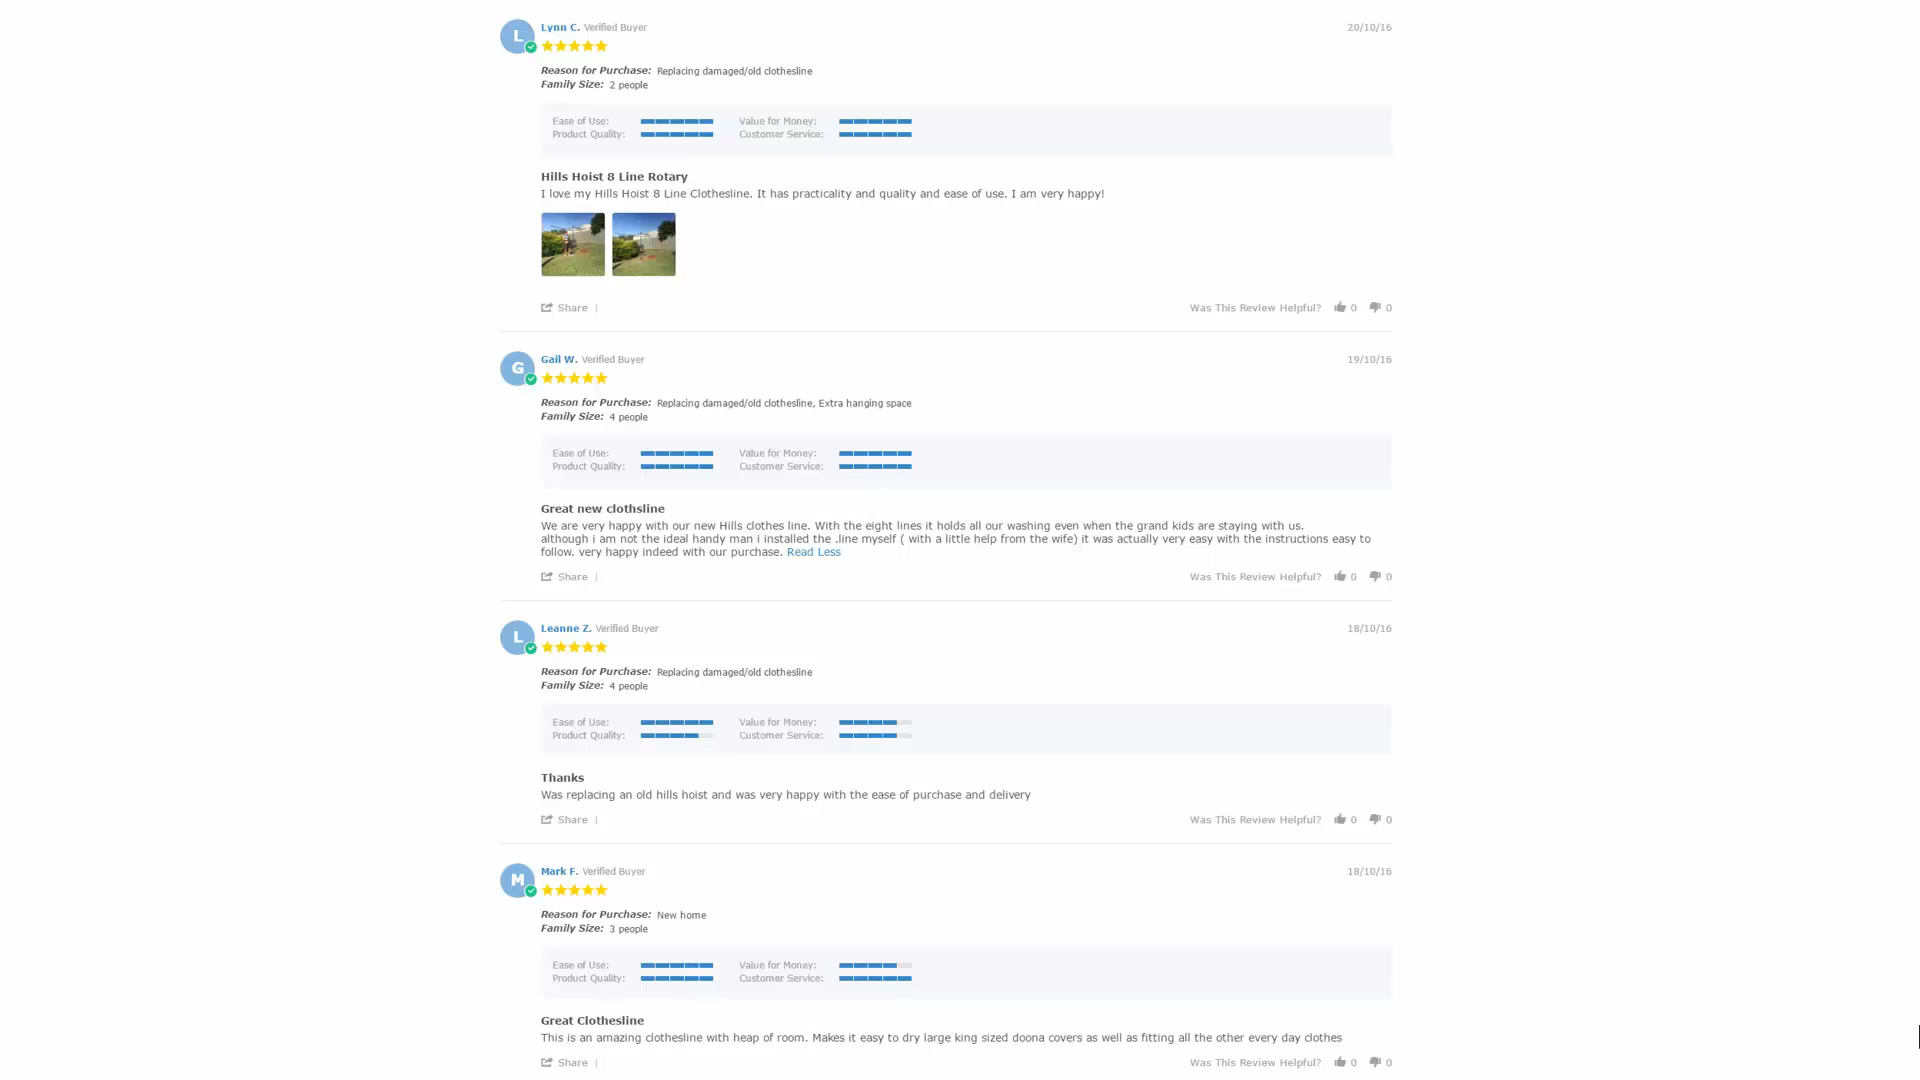 L
Lynn C. Verified Buyer 20/10/16
Reason for Purchase: Replacing damaged/old clothesline
Family Size: 2 people
Ease of Use: Value for Money:
Product Quality: Customer Service:
Hills Hoist 8 Line Rotary
I love my Hills Hoist 8 Line Clothesline. It has practicality and quality and ease of use. I am very happy!
Share | Was This Review Helpful? 0 0
G
Gail W. Verified Buyer 19/10/16
Reason for Purchase: Replacing damaged/old clothesline, Extra hanging space
Family Size: 4 people
Ease of Use: Value for Money:
Product Quality: Customer Service:
Great new clothsline
We are very happy with our new Hills clothes line. With the eight lines it holds all our washing even when the grand kids are staying with us.
although i am not the ideal handy man i installed the .line myself ( with a little help from the wife) it was actually very easy with the instructions easy to
follow. very happy indeed with our purchase. Read Less
Share | Was This Review Helpful? 0 0
L
Leanne Z. Verified Buyer 18/10/16
Reason for Purchase: Replacing damaged/old clothesline
Family Size: 4 people
Ease of Use: Value for Money:
Product Quality: Customer Service:
Thanks
Was replacing an old hills hoist and was very happy with the ease of purchase and delivery
Share | Was This Review Helpful? 0 0
M
Mark F. Verified Buyer 18/10/16
Reason for Purchase: New home
Family Size: 3 people
Ease of Use: Value for Money:
Product Quality: Customer Service:
Great Clothesline
This is an amazing clothesline with heap of room. Makes it easy to dry large king sized doona covers as well as fitting all the other every day clothes
Share | Was This Review Helpful? 0 0